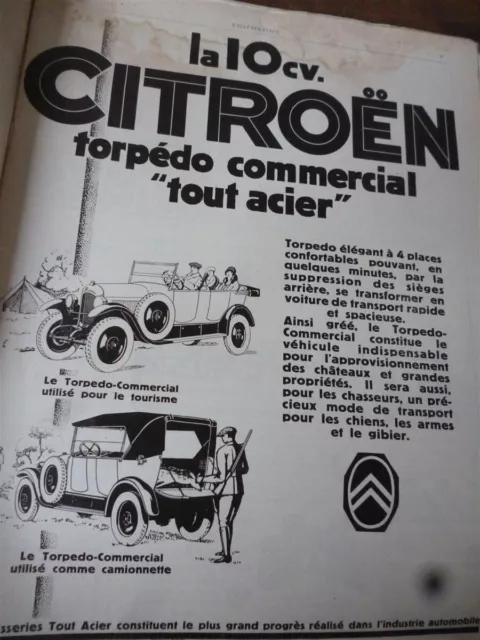 la 10 cv.
CITROËN
torpédo commercial
"tout acier"
Torpedo élégant à 4 places
confortables pouvant, en
quelques minutes, par la
suppression des sièges
arrière, se transformer en
voiture de transport rapide
et spacieuse.
Ainsi gréé, le Torpedo-
Commercial constitue le
véhicule indispensable
pour l'approvisionnement
des châteaux et grandes
propriétés. Il sera aussi,
pour les chasseurs, un pré-
cieux mode de transport
pour les chiens, les armes
et le gibier.
Le Torpedo-Commercial
utilisé pour le tourisme
Le Torpedo-Commercial
utilisé comme camionnette
sseries Tout Acier constituent le plus grand progrès réalisé dans l'industrie automobile